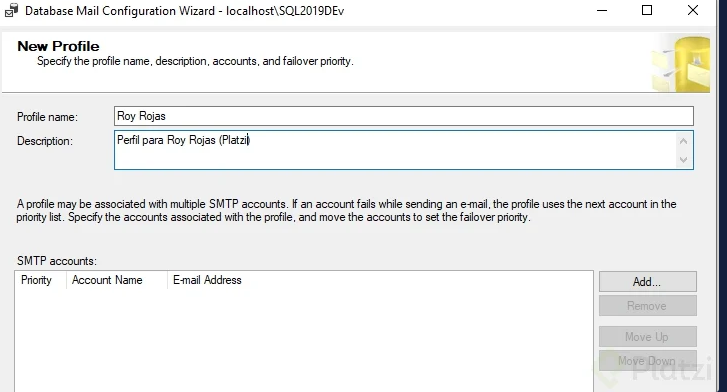 Database Mail Configuration Wizard - localhost\SQL2019DEv
New Profile
Specify the profile name, description, accounts, and failover priority.
Profile name: Roy Rojas
Description: Perfil para Roy Rojas (Platzi)
A profile may be associated with multiple SMTP accounts. If an account fails while sending an e-mail, the profile uses the next account in the
priority list. Specify the accounts associated with the profile, and move the accounts to set the failover priority.
SMTP accounts:
Priority Account Name E-mail Address
Add...
Remove
Move Up
Move Down
Platzi